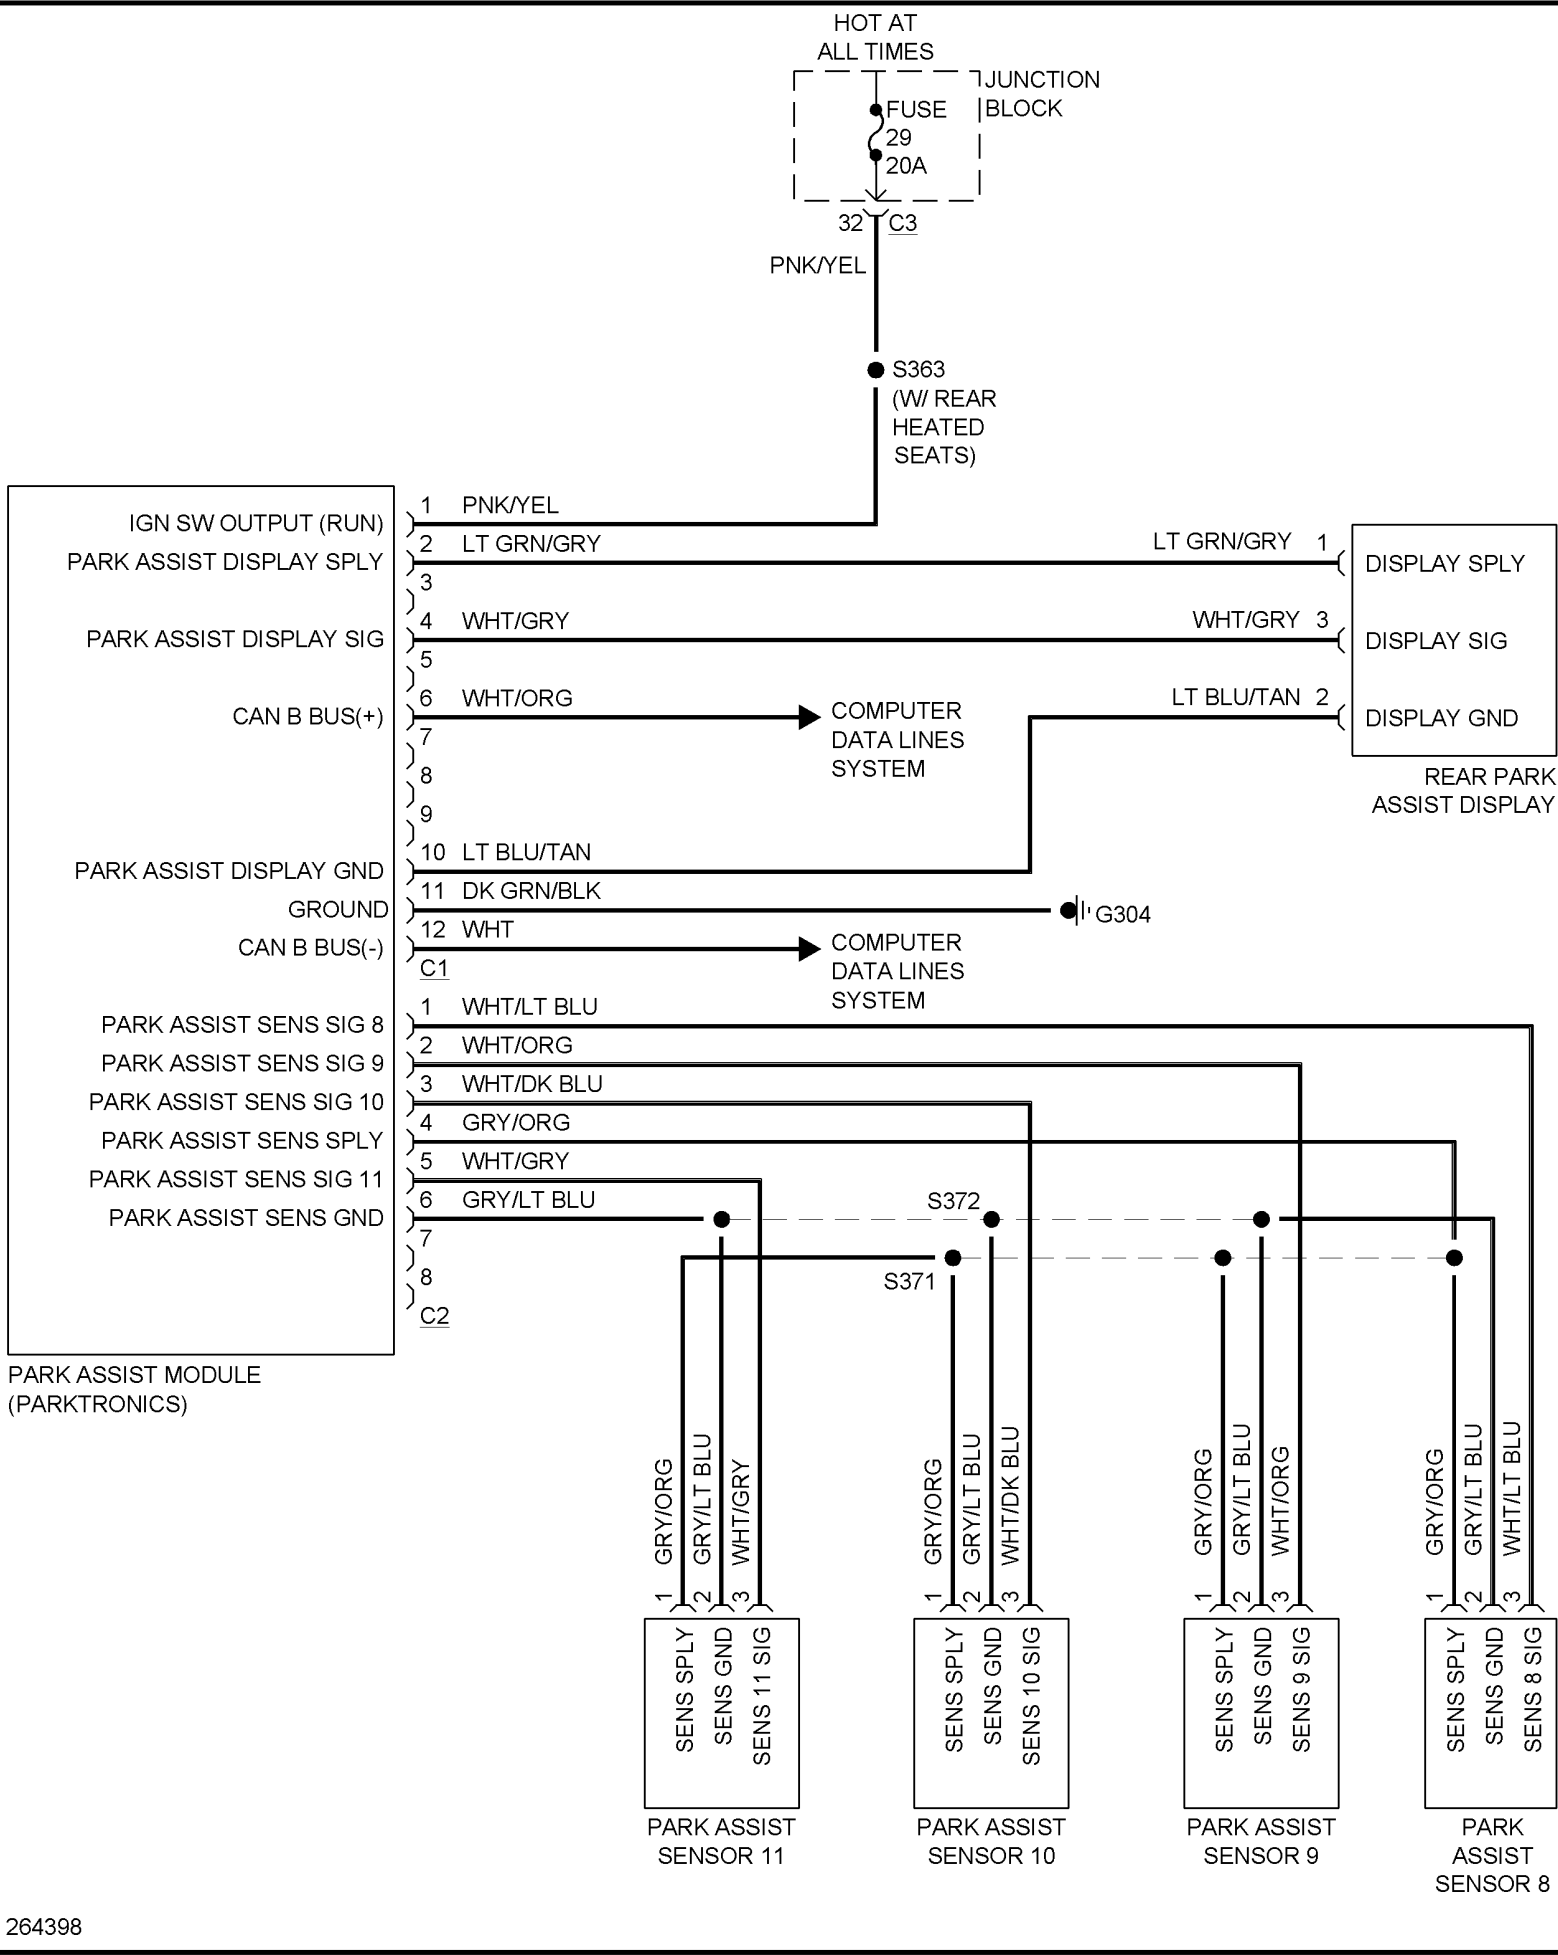 HOT AT
ALL TIMES
JUNCTION
BLOCK
FUSE
29
20A
32 C3
PNK/YEL
S363
(W/ REAR
HEATED
SEATS)
1 PNK/YEL
IGN SW OUTPUT (RUN)
2 LT GRN/GRY
LT GRN/GRY 1
PARK ASSIST DISPLAY SPLY
DISPLAY SPLY
3
4 WHT/GRY
WHT/GRY 3
PARK ASSIST DISPLAY SIG
DISPLAY SIG
5
6 WHT/ORG
LT BLU/TAN 2
CAN B BUS(+)
COMPUTER
DATA LINES
SYSTEM
DISPLAY GND
7
REAR PARK
ASSIST DISPLAY
8
9
10 LT BLU/TAN
PARK ASSIST DISPLAY GND
11 DK GRN/BLK
GROUND
G304
12 WHT
CAN B BUS(-)
COMPUTER
DATA LINES
SYSTEM
C1
1 WHT/LT BLU
PARK ASSIST SENS SIG 8
2 WHT/ORG
PARK ASSIST SENS SIG 9
3 WHT/DK BLU
PARK ASSIST SENS SIG 10
4 GRY/ORG
PARK ASSIST SENS SPLY
5 WHT/GRY
PARK ASSIST SENS SIG 11
6 GRY/LT BLU
PARK ASSIST SENS GND
S372
7
S371
8
C2
PARK ASSIST MODULE
(PARKTRONICS)
1 GRY/ORG
2 GRY/LT BLU
3 WHT/GRY
1 GRY/ORG
2 GRY/LT BLU
3 WHT/DK BLU
1 GRY/ORG
2 GRY/LT BLU
3 WHT/ORG
1 GRY/ORG
2 GRY/LT BLU
3 WHT/LT BLU
SENS SPLY
SENS GND
SENS 11 SIG
SENS SPLY
SENS GND
SENS 10 SIG
SENS SPLY
SENS GND
SENS 9 SIG
SENS SPLY
SENS GND
SENS 8 SIG
PARK ASSIST
SENSOR 11
PARK ASSIST
SENSOR 10
PARK ASSIST
SENSOR 9
PARK
ASSIST
SENSOR 8
264398